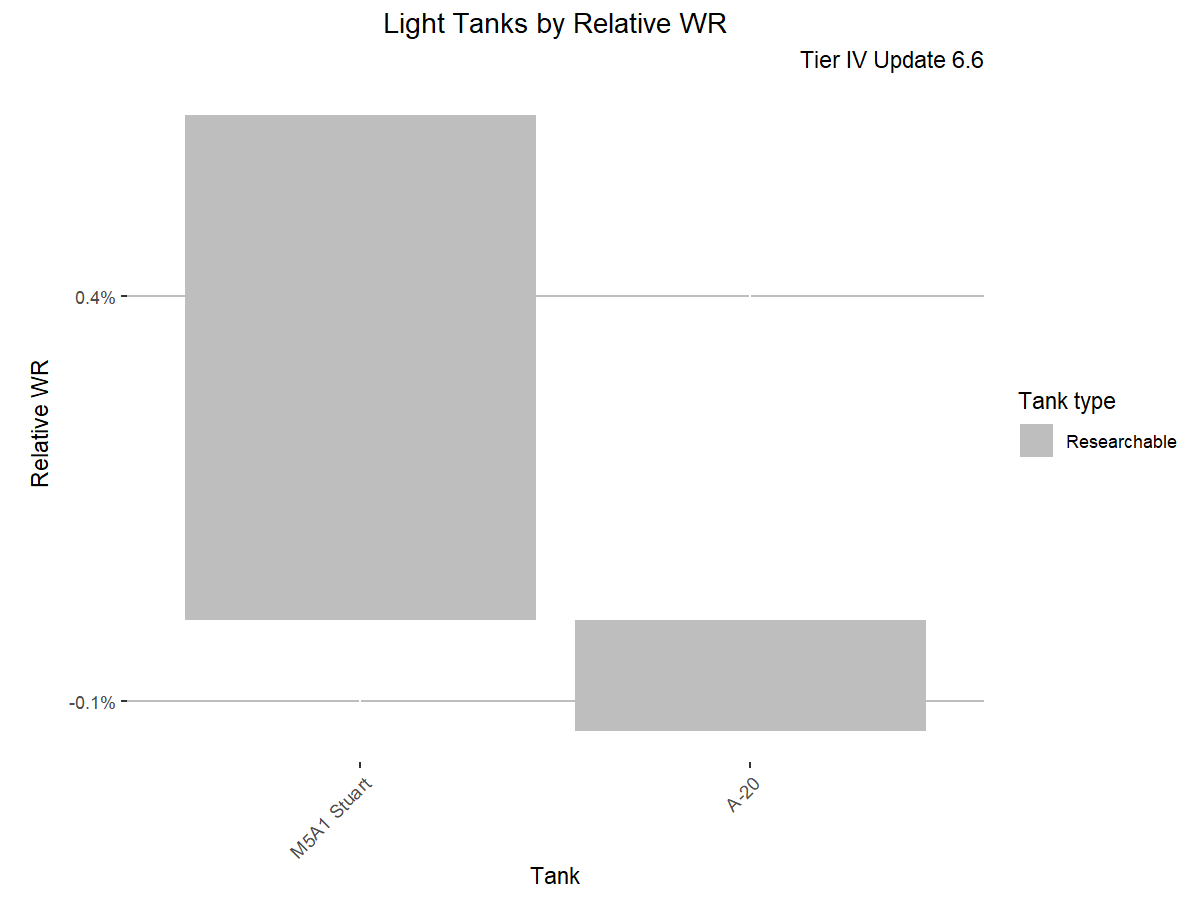 Light Tanks by Relative WR
Tier IV Update 6.6
0.4%
-0.1%
Relative WR
M5A1 Stuart
A-20
Tank
Tank type
Researchable